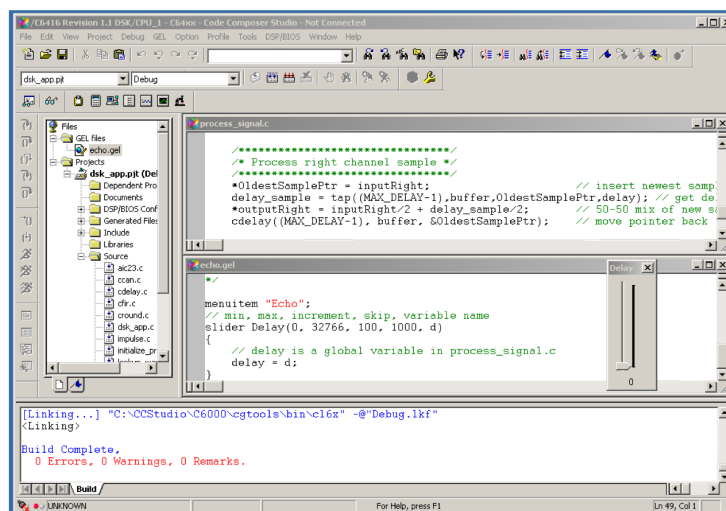 /C6416 Revision 1.1 DSK/CPU_1 - C64xx - Code Composer Studio - Not Connected
File Edit View Project Debug GEL Option Profile Tools DSP/BIOS Window Help
dsk_app.pjt Debug
Files
GEL files
echo.gel
Projects
dsk_app.pjt (Del
Dependent Pro
Documents
DSP/BIOS Conf
Generated Files
Include
Libraries
Source
aic23.c
ccan.c
cdelay.c
cfir.c
cround.c
dsk_app.c
impulse.c
initialize_pr
process_signal.c
/*******************************/
/* Process right channel sample */
/*******************************/
*OldestSamplePtr = inputRight; // insert newest samp
delay_sample = tap((MAX_DELAY-1),buffer,OldestSamplePtr,delay); // get de
*outputRight = inputRight/2 + delay_sample/2; // 50-50 mix of new s
cdelay((MAX_DELAY-1), buffer, &OldestSamplePtr); // move pointer back
echo.gel
*/
menuitem "Echo";
// min, max, increment, skip, variable name
slider Delay(0, 32766, 100, 1000, d)
{
// delay is a global variable in process_signal.c
delay = d;
}
Delay
0
[Linking...] "C:\CCStudio\C6000\cgtools\bin\cl6x" -@"Debug.lkf"
<Linking>
Build Complete,
0 Errors, 0 Warnings, 0 Remarks.
Build
UNKNOWN For Help, press F1 Ln 49, Col 1